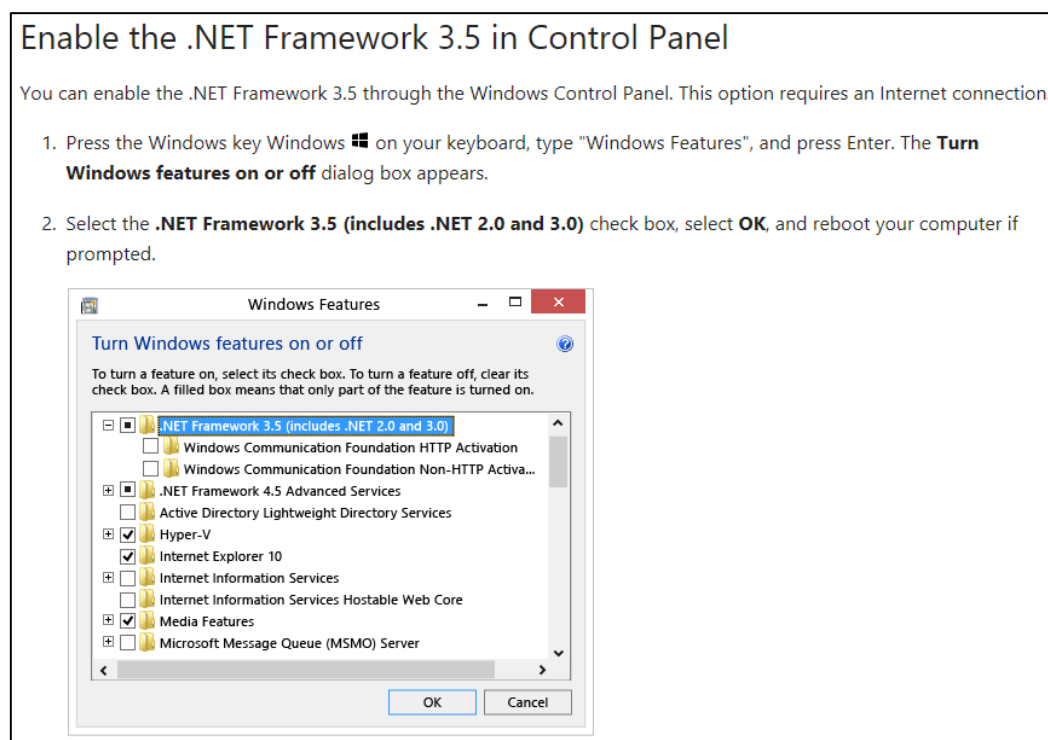 Enable the .NET Framework 3.5 in Control Panel
You can enable the .NET Framework 3.5 through the Windows Control Panel. This option requires an Internet connection.
1. Press the Windows key Windows on your keyboard, type "Windows Features", and press Enter. The Turn
Windows features on or off dialog box appears.
2. Select the .NET Framework 3.5 (includes .NET 2.0 and 3.0) check box, select OK, and reboot your computer if
prompted.
Windows Features
Turn Windows features on or off
To turn a feature on, select its check box. To turn a feature off, clear its
check box. A filled box means that only part of the feature is turned on.
.NET Framework 3.5 (includes .NET 2.0 and 3.0)
Windows Communication Foundation HTTP Activation
Windows Communication Foundation Non-HTTP Activa...
.NET Framework 4.5 Advanced Services
Active Directory Lightweight Directory Services
Hyper-V
Internet Explorer 10
Internet Information Services
Internet Information Services Hostable Web Core
Media Features
Microsoft Message Queue (MSMO) Server
OK Cancel